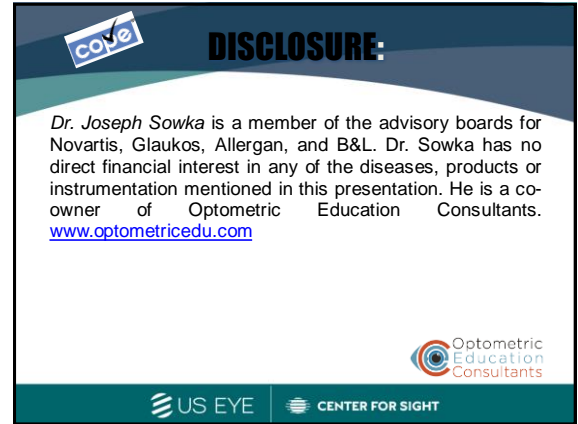 cope
DISCLOSURE:
Dr. Joseph Sowka is a member of the advisory boards for
Novartis, Glaukos, Allergan, and B&L. Dr. Sowka has no
direct financial interest in any of the diseases, products or
instrumentation mentioned in this presentation. He is a co-
owner of Optometric Education Consultants.
www.optometricedu.com
Optometric
Education
Consultants
US EYE
CENTER FOR SIGHT